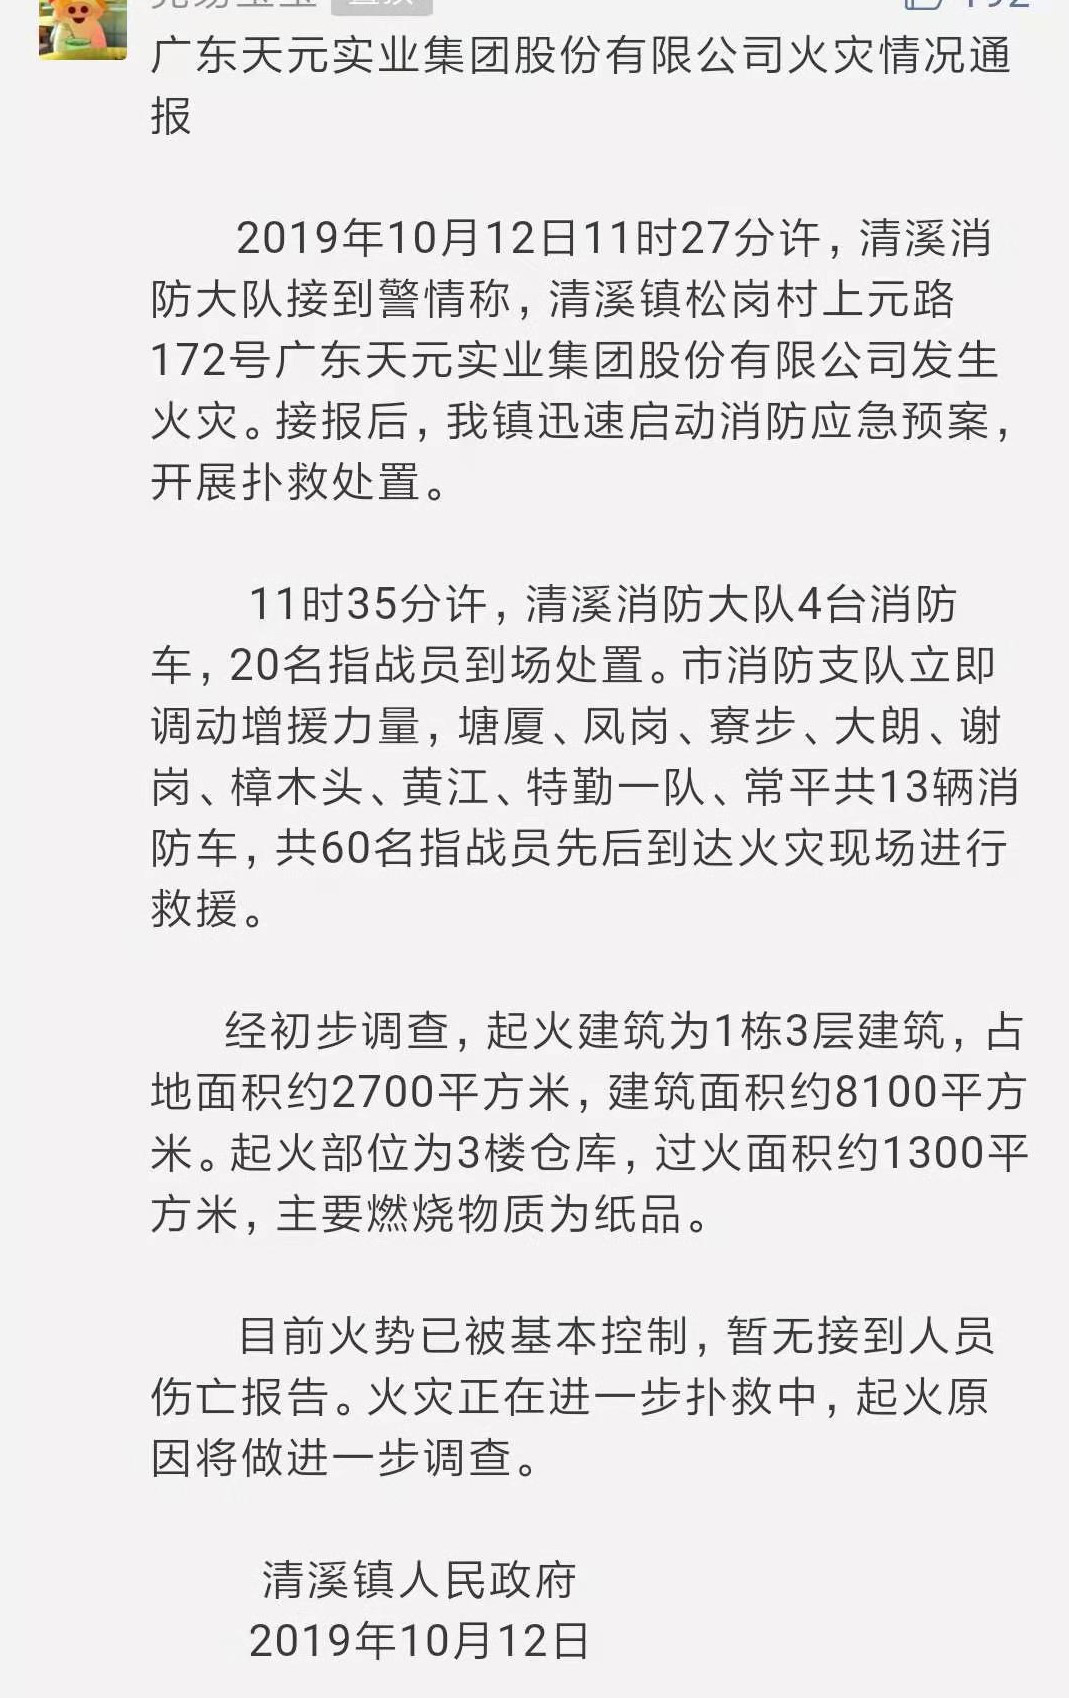 192
广东天元实业集团股份有限公司火灾情况通
报
2019年10月12日11时27分许，清溪消
防大队接到警情称，清溪镇松岗村上元路
172号广东天元实业集团股份有限公司发生
火灾。接报后，我镇迅速启动消防应急预案，
开展扑救处置。
11时35分许，清溪消防大队4台消防
车，20名指战员到场处置。市消防支队立即
调动增援力量，塘厦、凤岗、寮步、大朗、谢
岗、樟木头、黄江、特勤一队、常平共13辆消
防车，共60名指战员先后到达火灾现场进行
救援。
经初步调查，起火建筑为1栋3层建筑，占
地面积约2700平方米，建筑面积约8100平方
米。起火部位为3楼仓库，过火面积约1300平
方米，主要燃烧物质为纸品。
目前火势已被基本控制，暂无接到人员
伤亡报告。火灾正在进一步扑救中，起火原
因将做进一步调查。
清溪镇人民政府
2019年10月12日